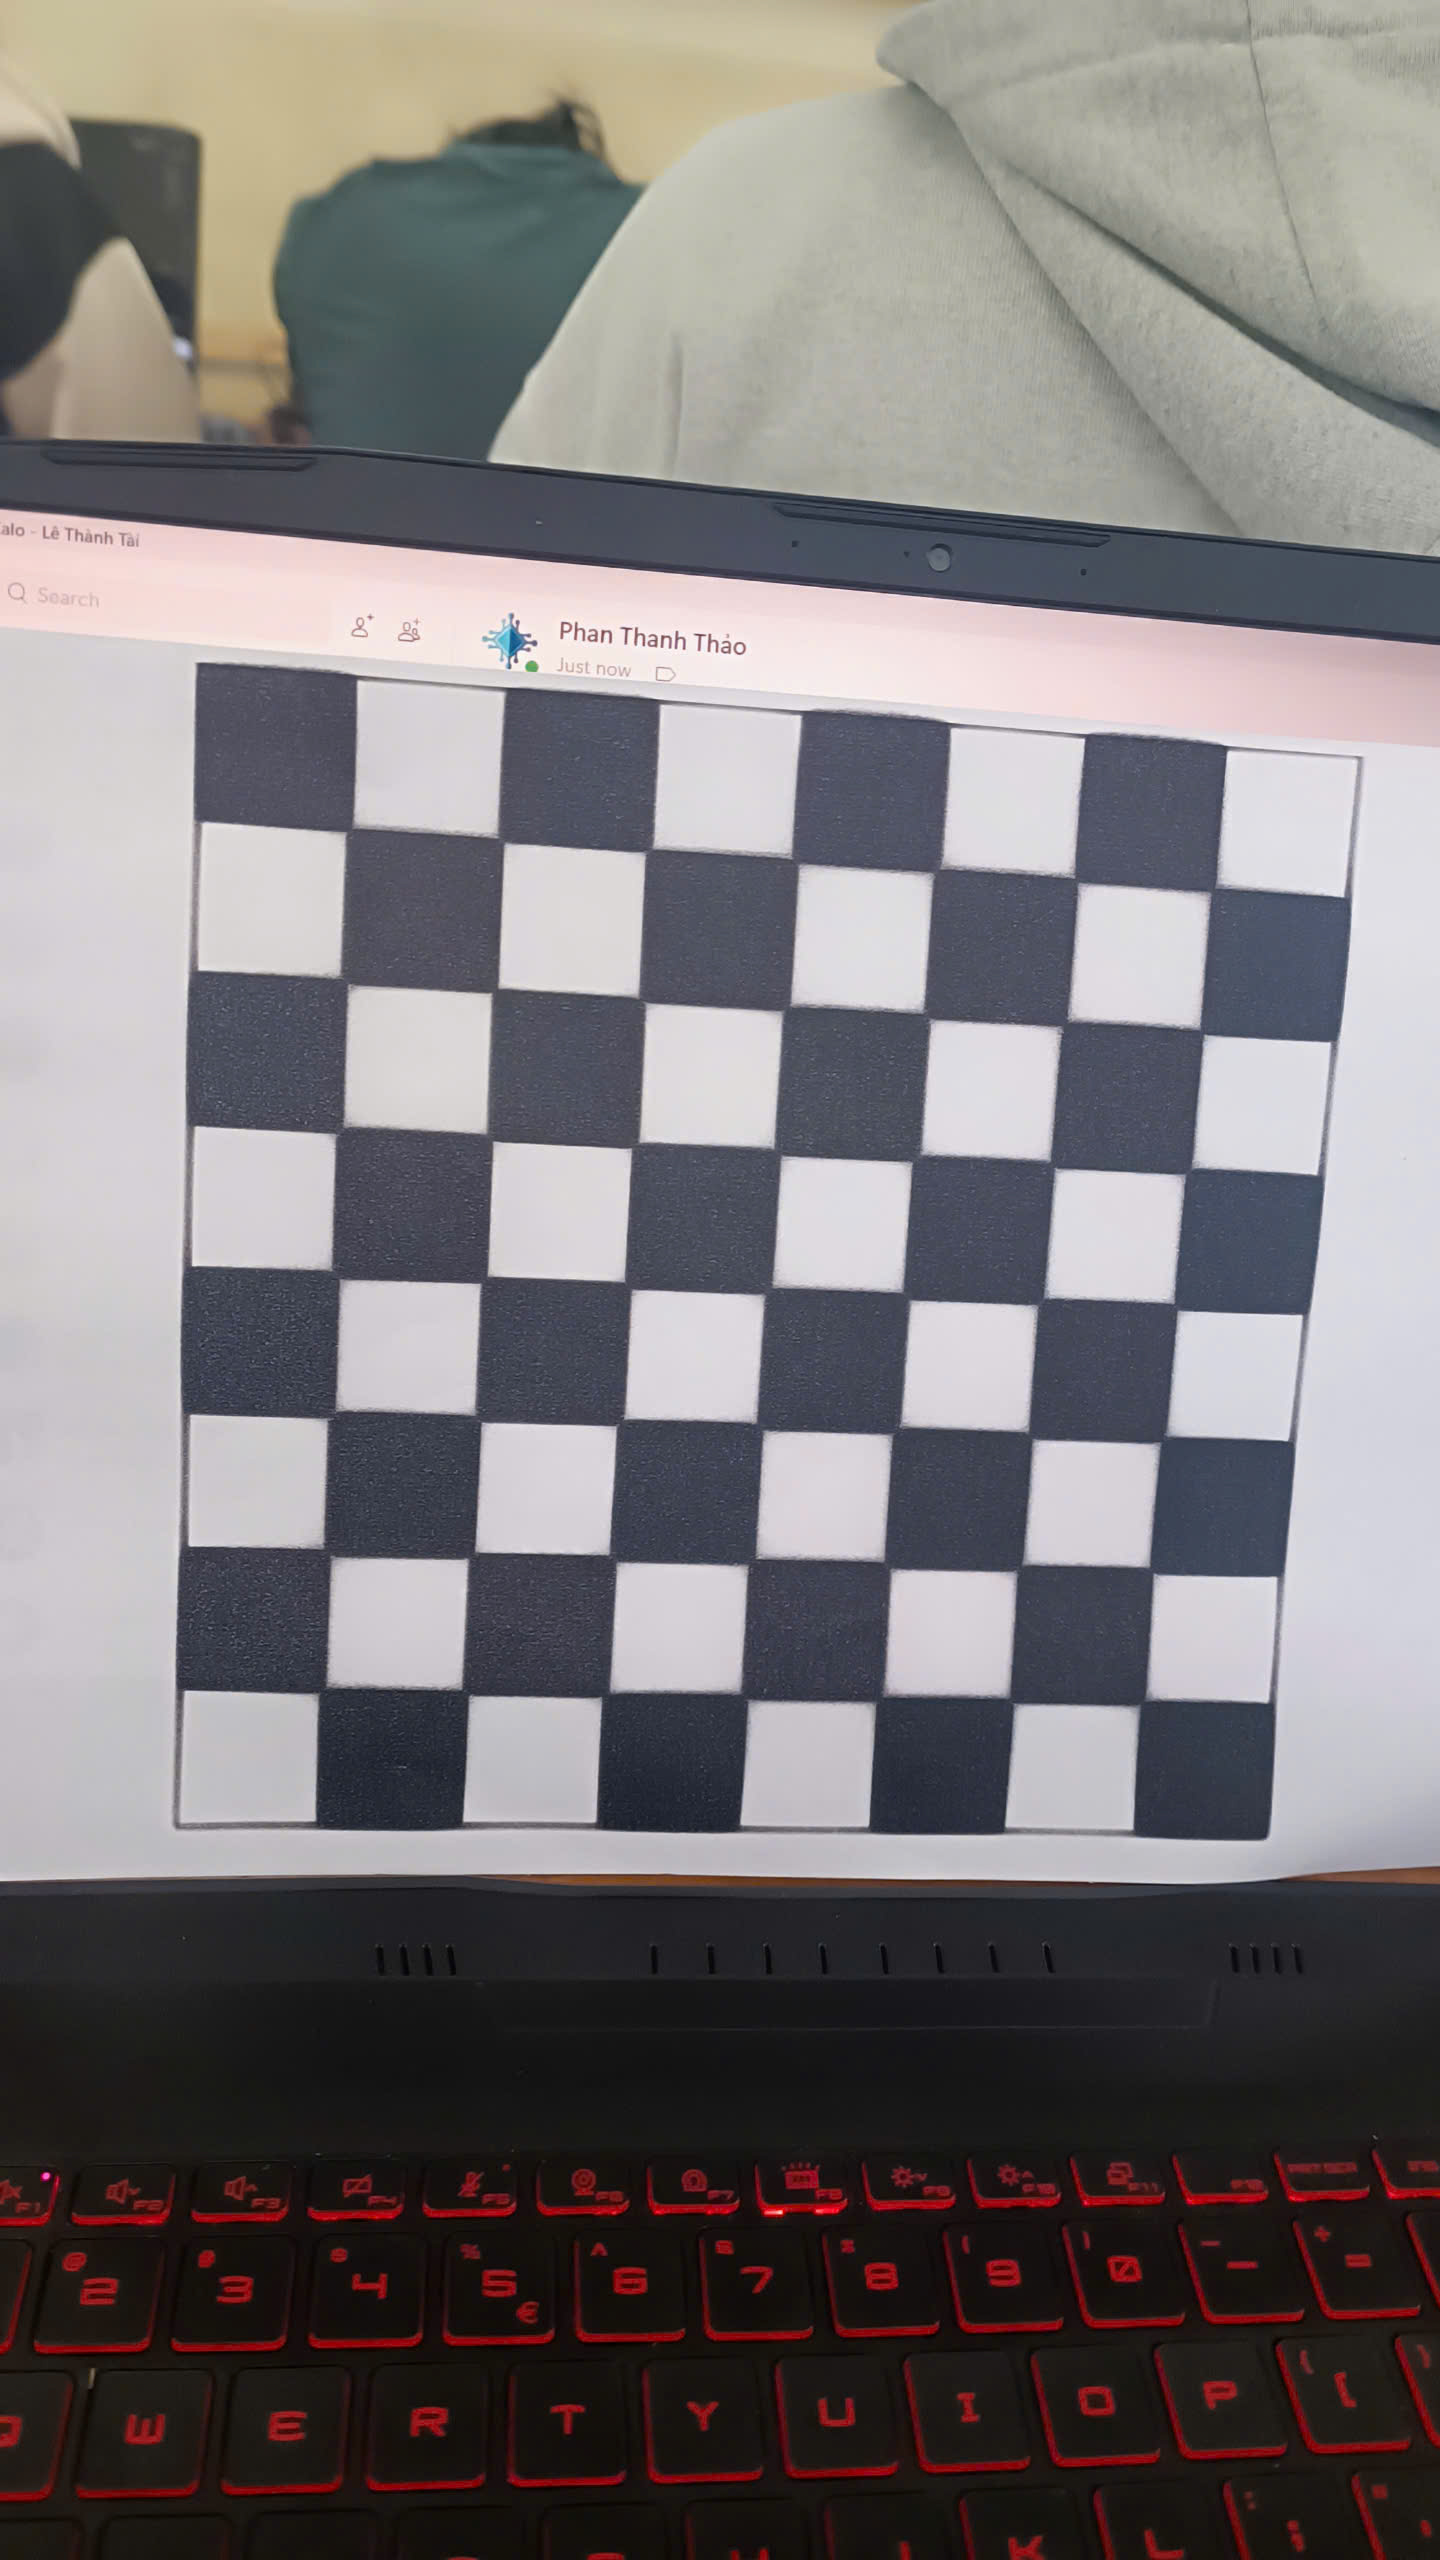 alo - Lê Thành Tài
Search
Phan Thanh Thảo
Just now
F1 F2 F3 F4 F5 F6 F7 F8 F9 F10 F11
@ 2 3 4 % 5 € ^ 6 7 8 ( 9 ) 0 - + =
W E R T Y U I O P { [
K L : ;